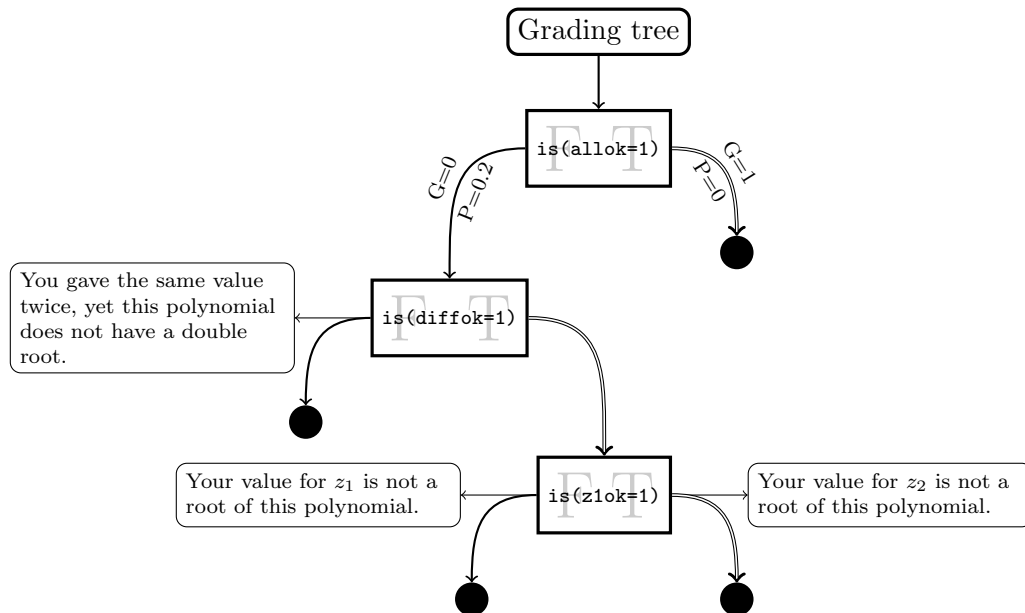 Grading tree
F T
is(allok=1)
G=0
P=0.2
G=1
P=0
You gave the same value
twice, yet this polynomial
does not have a double
root.
F T
is(diffok=1)
Your value for z₁ is not a
root of this polynomial.
F T
is(z1ok=1)
Your value for z₂ is not a
root of this polynomial.